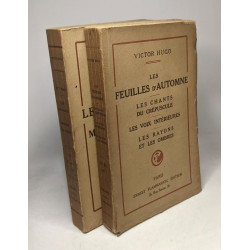 VICTOR HUGO
LES
FEUILLES D'AUTOMNE
LES CHANTS
DU CRÉPUSCULE
LES VOIX INTÉRIEURES
LES RAYONS
ET LES OMBRES
PARIS
ERNEST FLAMMARION, ÉDITEUR
LE
M